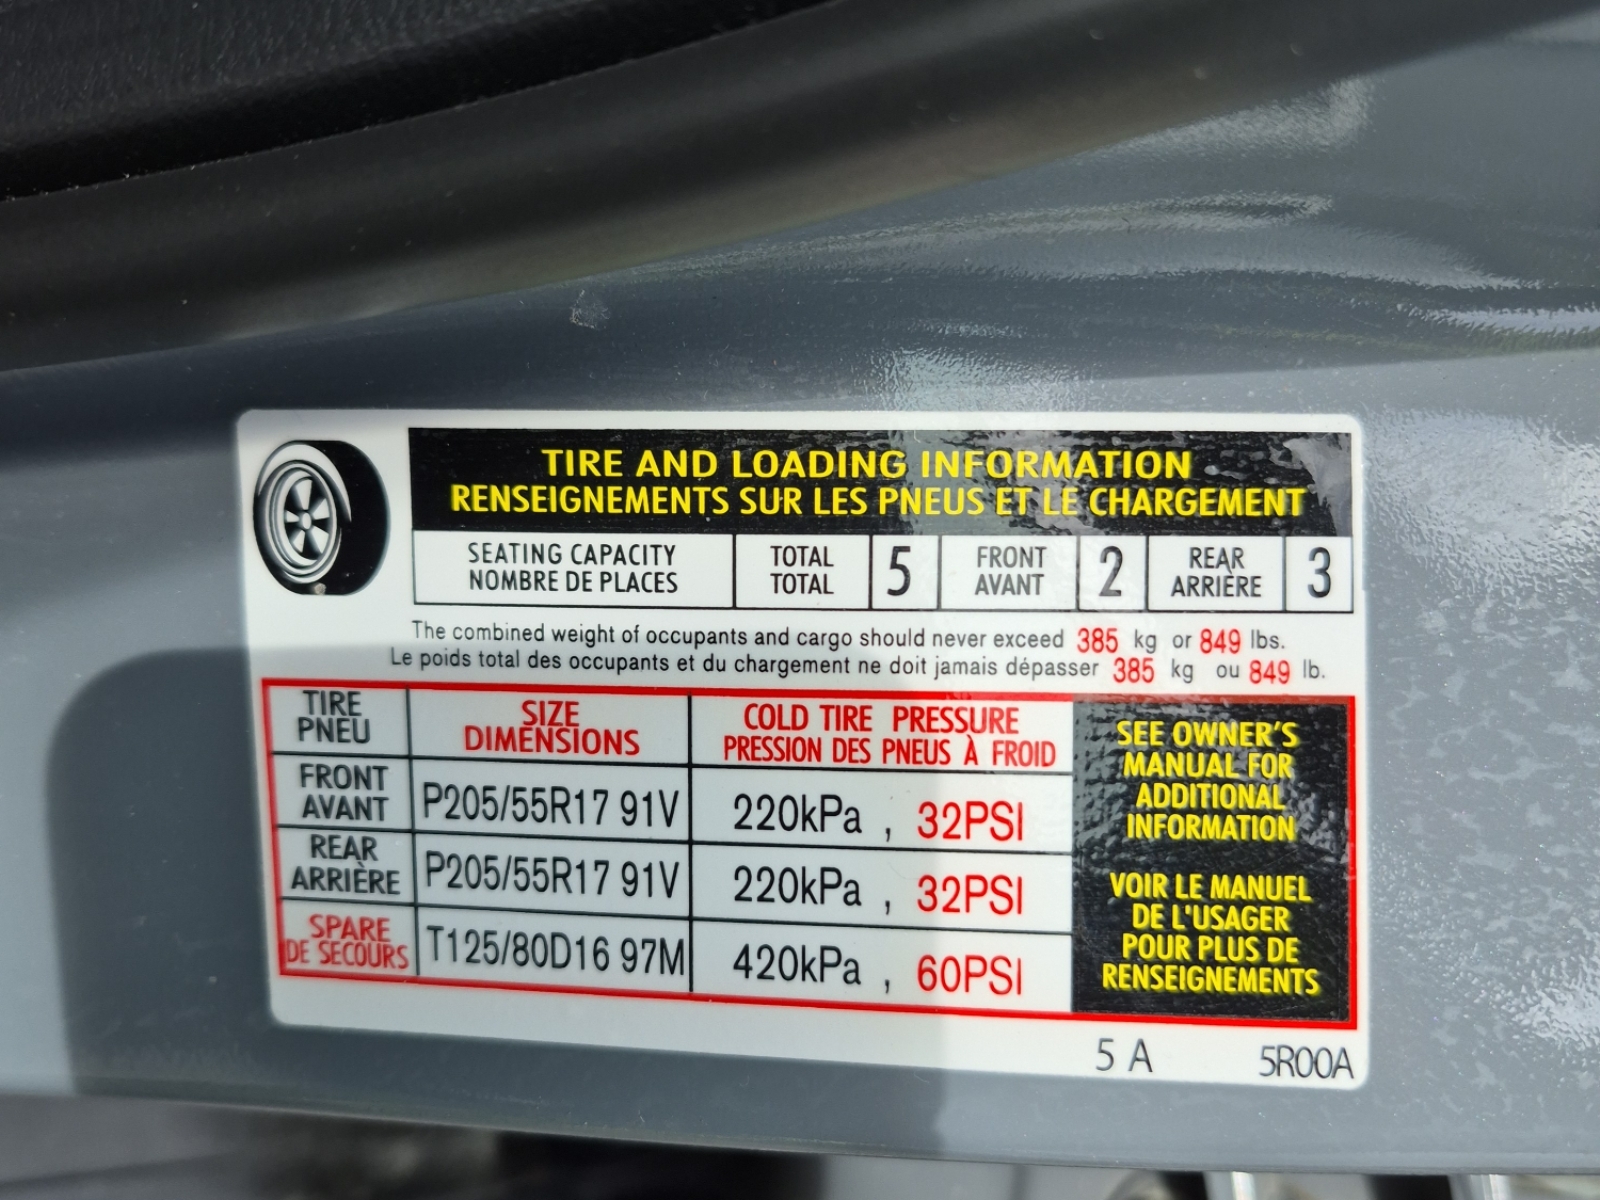 TIRE AND LOADING INFORMATION
RENSEIGNEMENTS SUR LES PNEUS ET LE CHARGEMENT
SEATING CAPACITY TOTAL 5 FRONT 2 REAR 3
NOMBRE DE PLACES TOTAL AVANT ARRIÈRE
The combined weight of occupants and cargo should never exceed 385 kg or 849 lbs.
Le poids total des occupants et du chargement ne doit jamais dépasser 385 kg ou 849 lb.
TIRE SIZE COLD TIRE PRESSURE
PNEU DIMENSIONS PRESSION DES PNEUS À FROID
FRONT
AVANT P205/55R17 91V 220kPa , 32PSI
REAR
ARRIÈRE P205/55R17 91V 220kPa , 32PSI
SPARE
DE SECOURS T125/80D16 97M 420kPa , 60PSI
SEE OWNER'S
MANUAL FOR
ADDITIONAL
INFORMATION
VOIR LE MANUEL
DE L'USAGER
POUR PLUS DE
RENSEIGNEMENTS
5 A 5R00A